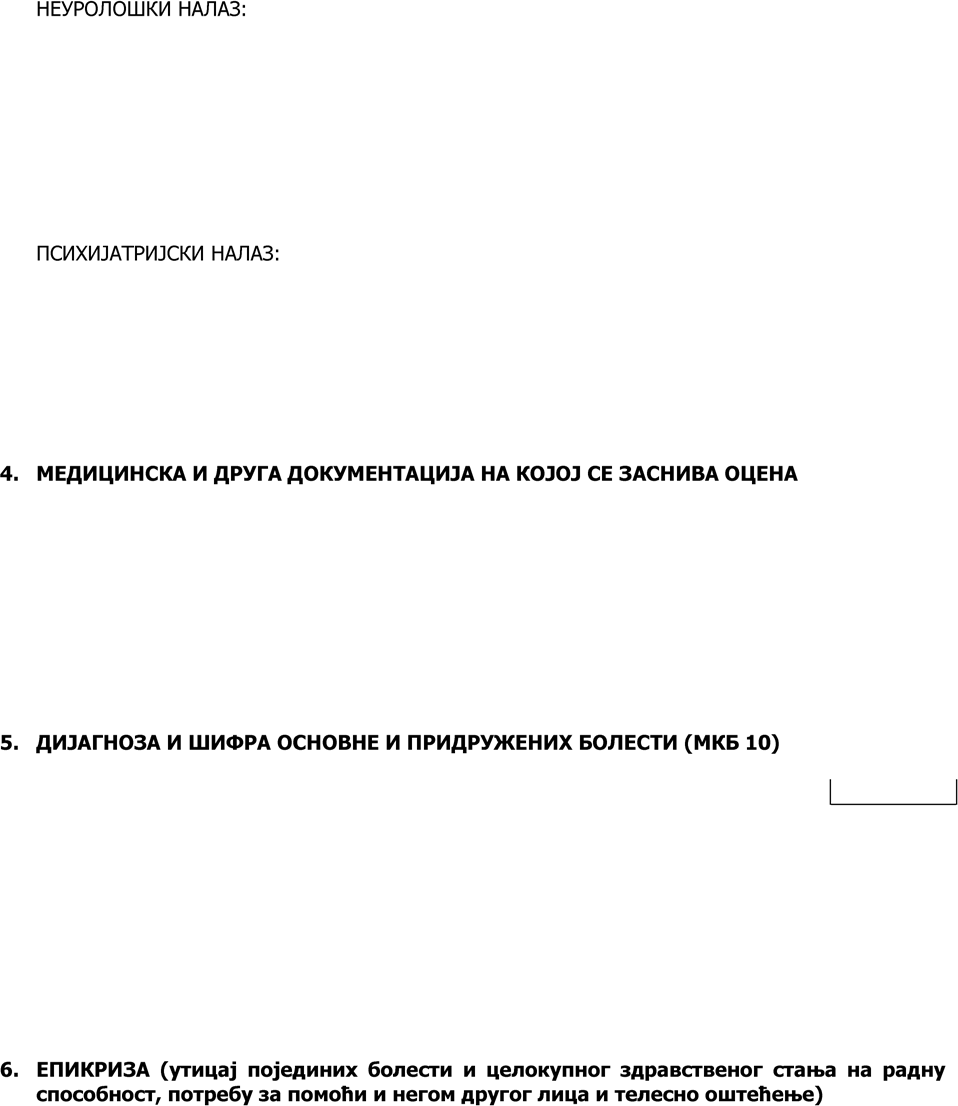 НЕУРОЛОШКИ НАЛАЗ:
ПСИХИЈАТРИЈСКИ НАЛАЗ:
4. МЕДИЦИНСКА И ДРУГА ДОКУМЕНТАЦИЈА НА КОЈОЈ СЕ ЗАСНИВА ОЦЕНА
5. ДИЈАГНОЗА И ШИФРА ОСНОВНЕ И ПРИДРУЖЕНИХ БОЛЕСТИ (МКБ 10)
6. ЕПИКРИЗА (утицај појединих болести и целокупног здравственог стања на радну
способност, потребу за помоћи и негом другог лица и телесно оштећење)